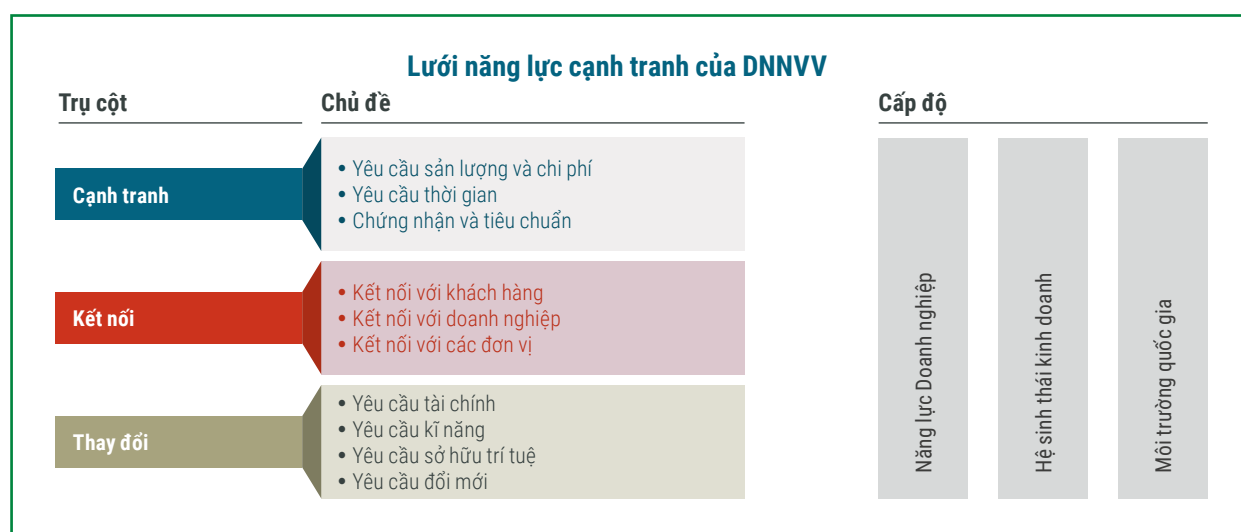 Lưới năng lực cạnh tranh của DNNVV
Trụ cột
Chủ đề
Cấp độ
Cạnh tranh
• Yêu cầu sản lượng và chi phí
• Yêu cầu thời gian
• Chứng nhận và tiêu chuẩn
Kết nối
• Kết nối với khách hàng
• Kết nối với doanh nghiệp
• Kết nối với các đơn vị
Thay đổi
• Yêu cầu tài chính
• Yêu cầu kĩ năng
• Yêu cầu sở hữu trí tuệ
• Yêu cầu đổi mới
Năng lực Doanh nghiệp
Hệ sinh thái kinh doanh
Môi trường quốc gia